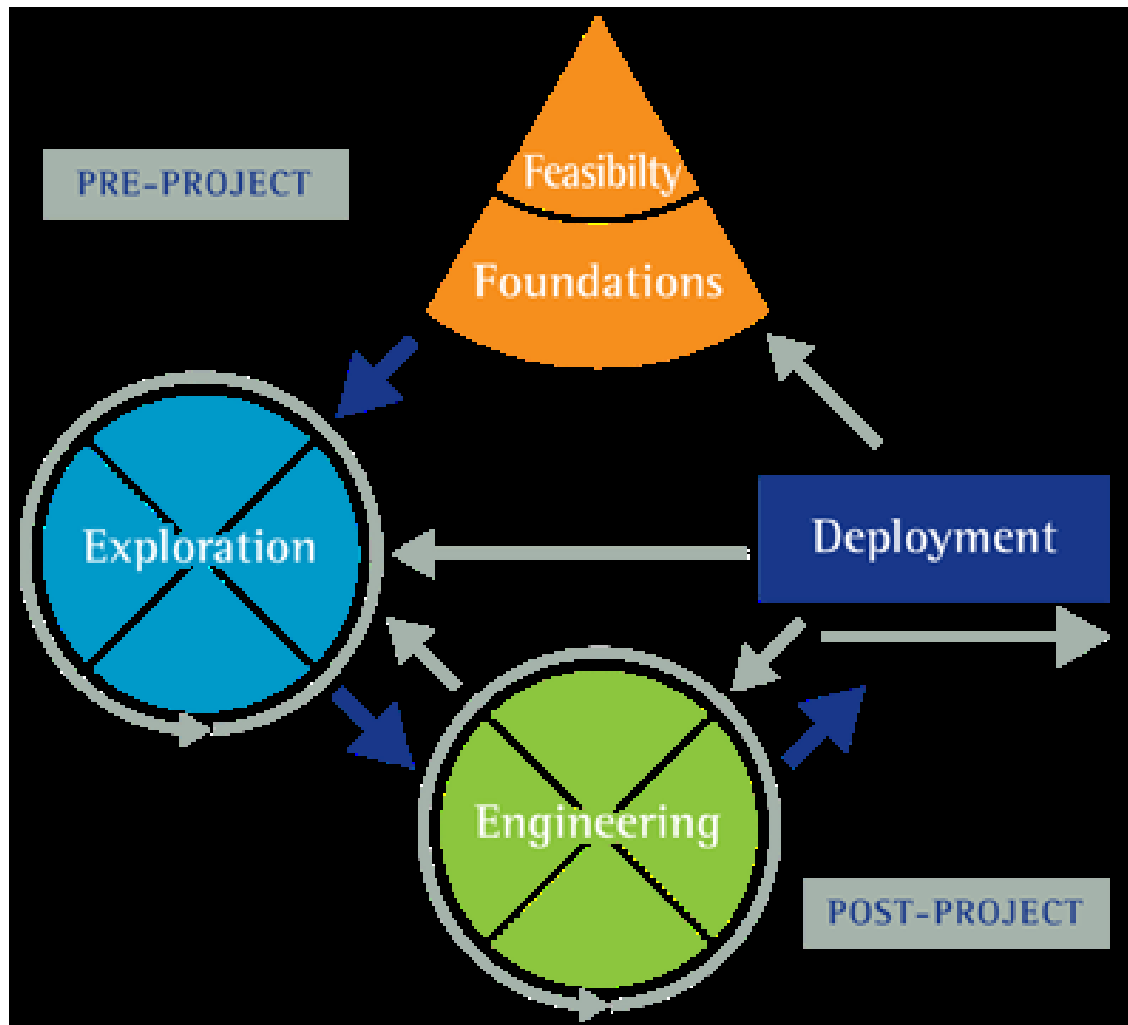 Feasibilty
PRE-PROJECT
Foundations
Exploration
Deployment
Engineering
POST-PROJECT